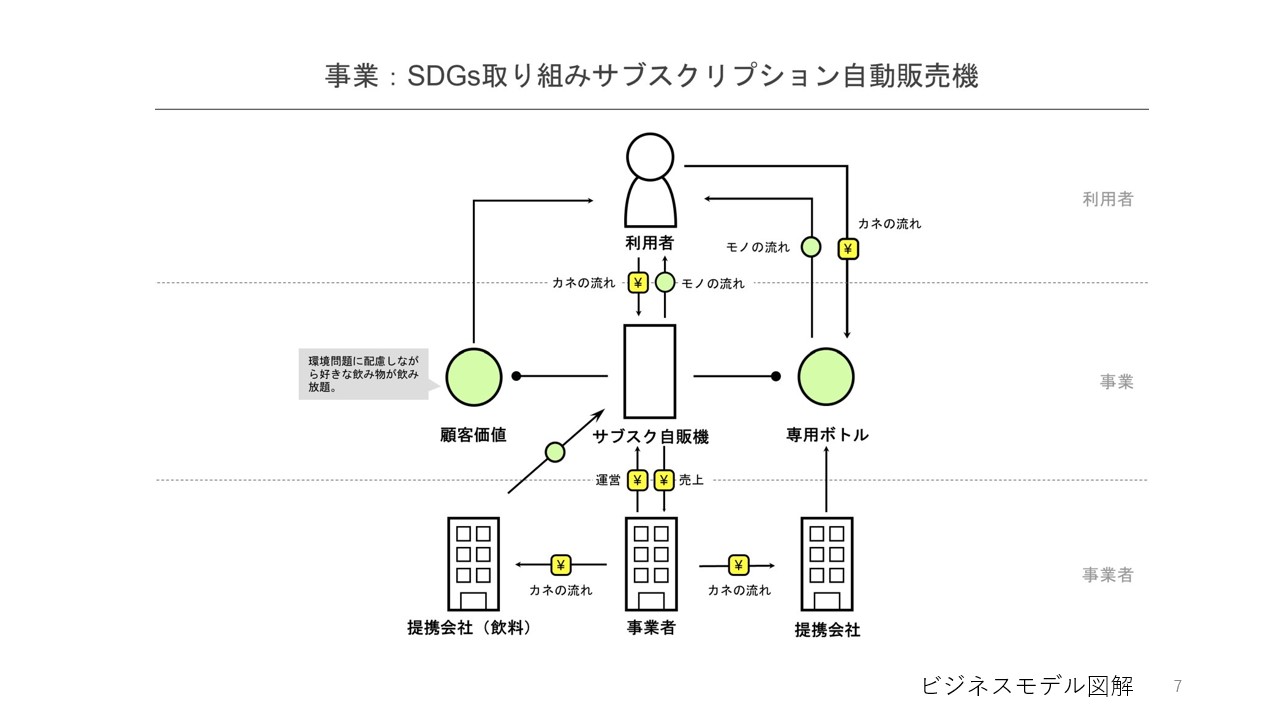 事業：SDGs取り組みサブスクリプション自動販売機
利用者
利用者
カネの流れ
モノの流れ
¥
カネの流れ
¥
モノの流れ
環境問題に配慮しなが
ら好きな飲み物が飲み
放題。
事業
顧客価値
サブスク自販機
専用ボトル
運営
¥
¥
売上
¥
カネの流れ
¥
カネの流れ
事業者
提携会社（飲料）
事業者
提携会社
ビジネスモデル図解
7